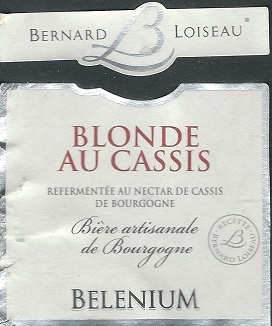 BERNARD B LOISEAU®
BLONDE
AU CASSIS
REFERMENTÉE AU NECTAR DE CASSIS
DE BOURGOGNE
Bière artisanale
de Bourgogne
RECETTE B BERNARD LOISEAU
BELENIUM